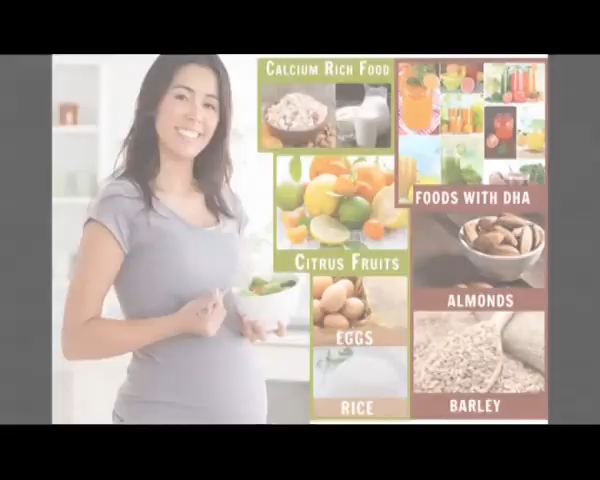 CALCIUM RICH FOOD
FOODS WITH DHA
CITRUS FRUITS
ALMONDS
EGGS
RICE
BARLEY